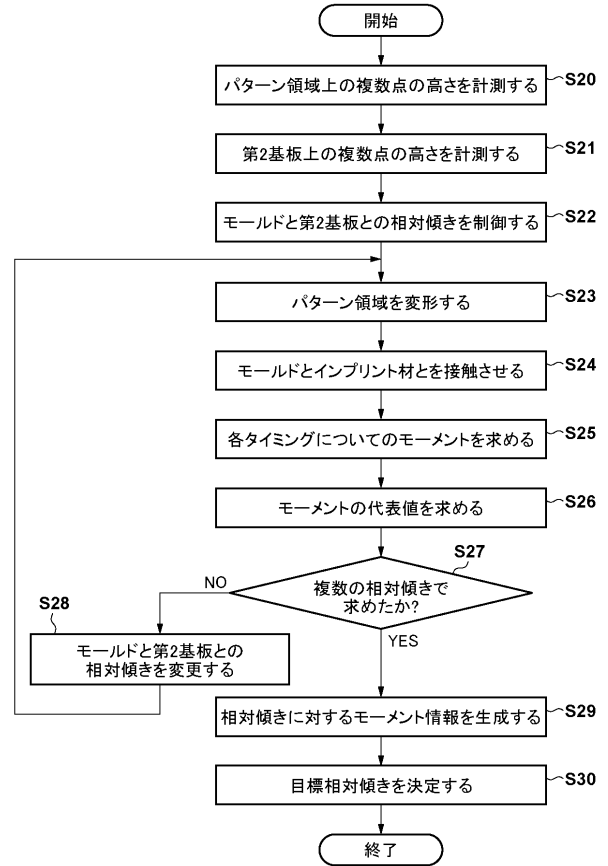 開始
パターン領域上の複数点の高さを計測する
S20
第2基板上の複数点の高さを計測する
S21
モールドと第2基板との相対傾きを制御する
S22
パターン領域を変形する
S23
モールドとインプリント材とを接触させる
S24
各タイミングについてのモーメントを求める
S25
モーメントの代表値を求める
S26
S27
複数の相対傾きで
求めたか?
NO
YES
S28
モールドと第2基板との
相対傾きを変更する
相対傾きに対するモーメント情報を生成する
S29
目標相対傾きを決定する
S30
終了